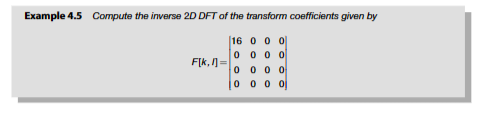 Example 4.5 Compute the inverse 2D DFT of the transform coefficients given by
|16 0 0 0|
|0 0 0 0|
F[k, l]=
|0 0 0 0|
|0 0 0 0|